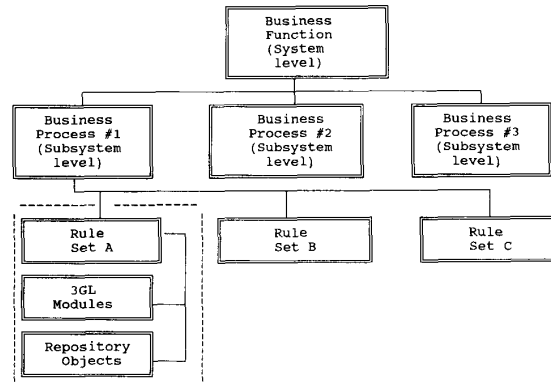 Business
Function
(System
level)
Business
Process #1
(Subsystem
level)
Business
Process #2
(Subsystem
level)
Business
Process #3
(Subsystem
level)
Rule
Set A
Rule
Set B
Rule
Set C
3GL
Modules
Repository
Objects